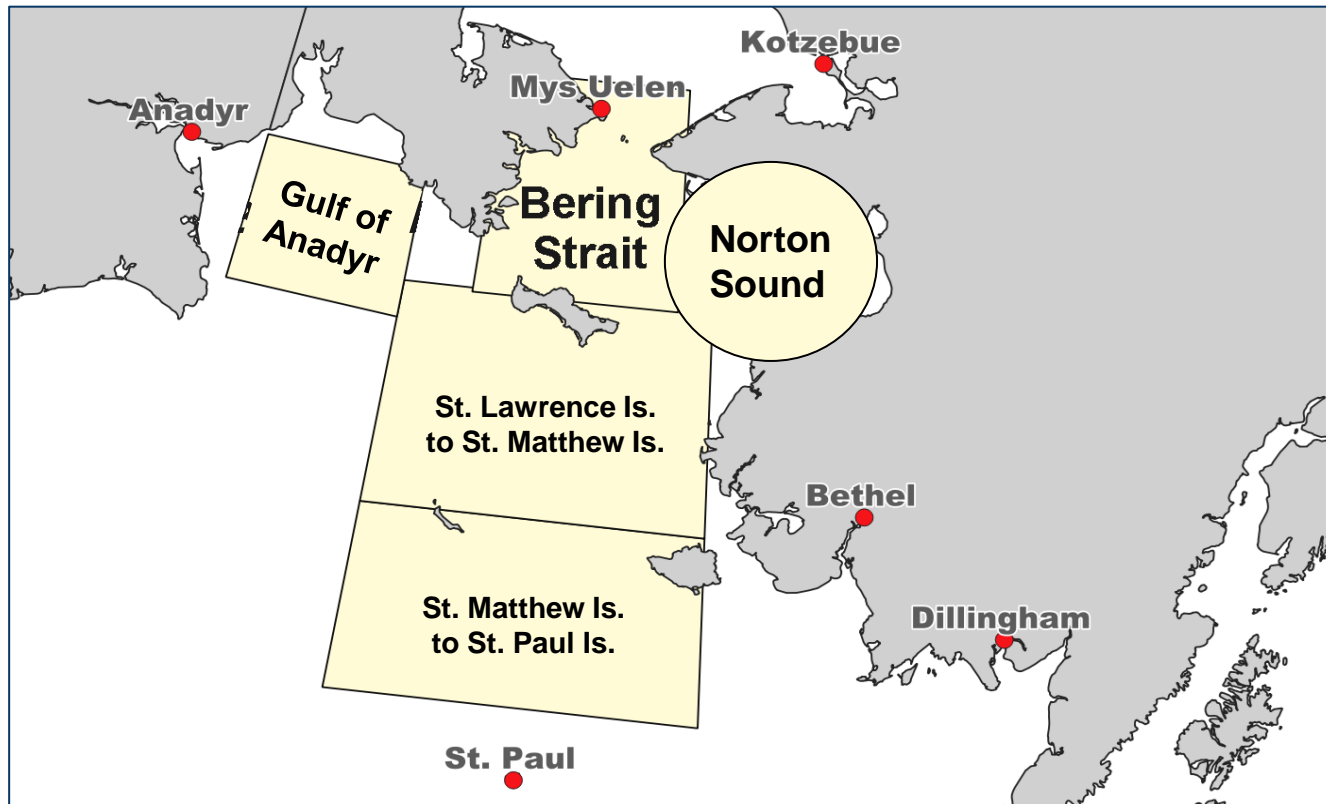 Kotzebue
Mys Uelen
Anadyr
Gulf of
Anadyr
Bering
Strait
Norton
Sound
St. Lawrence Is.
to St. Matthew Is.
Bethel
St. Matthew Is.
to St. Paul Is.
Dillingham
St. Paul